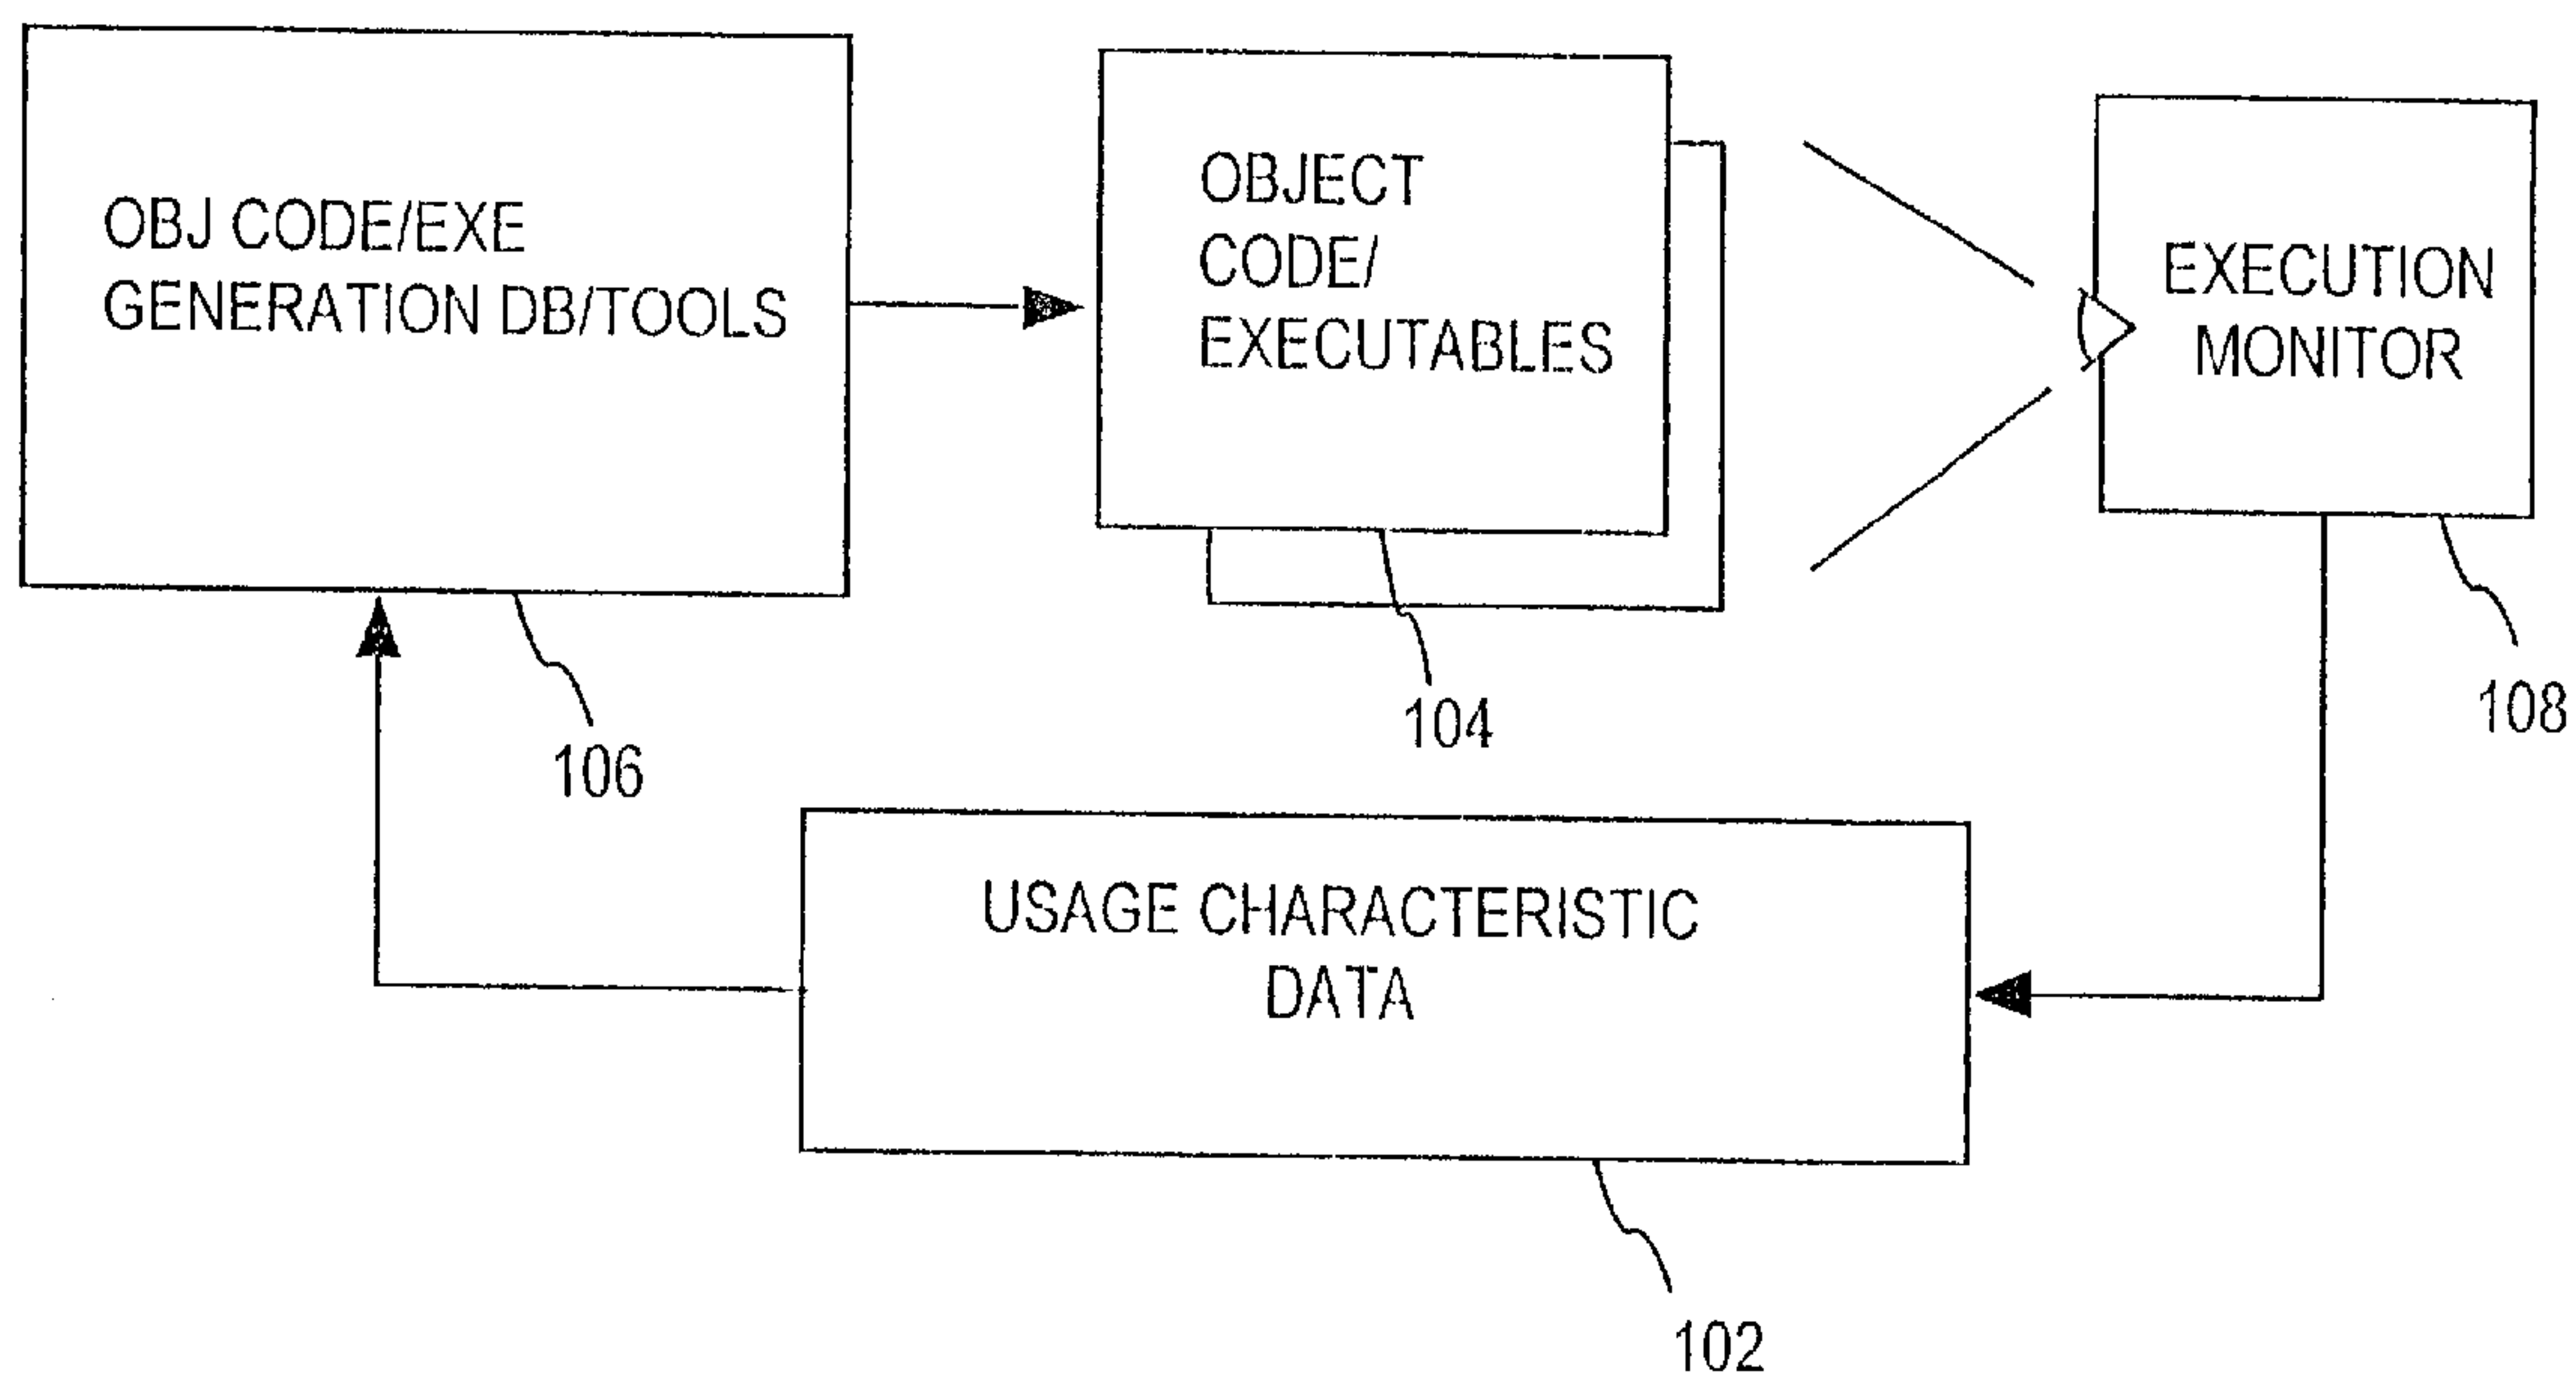 OBJ CODE/EXE
GENERATION DB/TOOLS
OBJECT
CODE/
EXECUTABLES
EXECUTION
MONITOR
106
104
108
USAGE CHARACTERISTIC
DATA
102